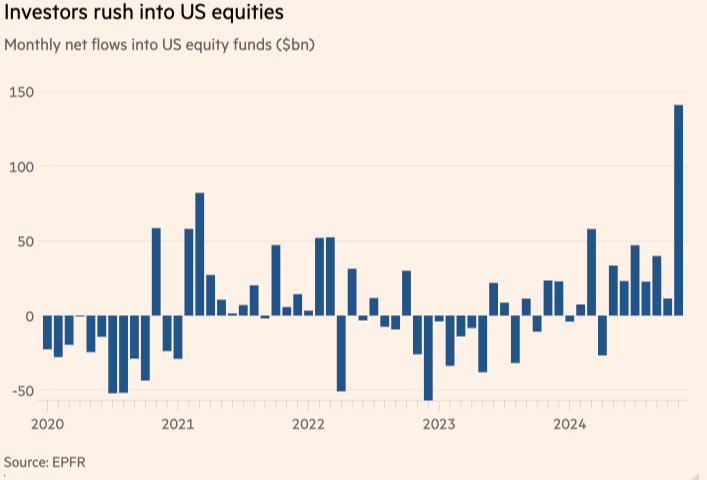 Investors rush into US equities
Monthly net flows into US equity funds ($bn)
150
100
50
0
-50
2020 2021 2022 2023 2024
Source: EPFR